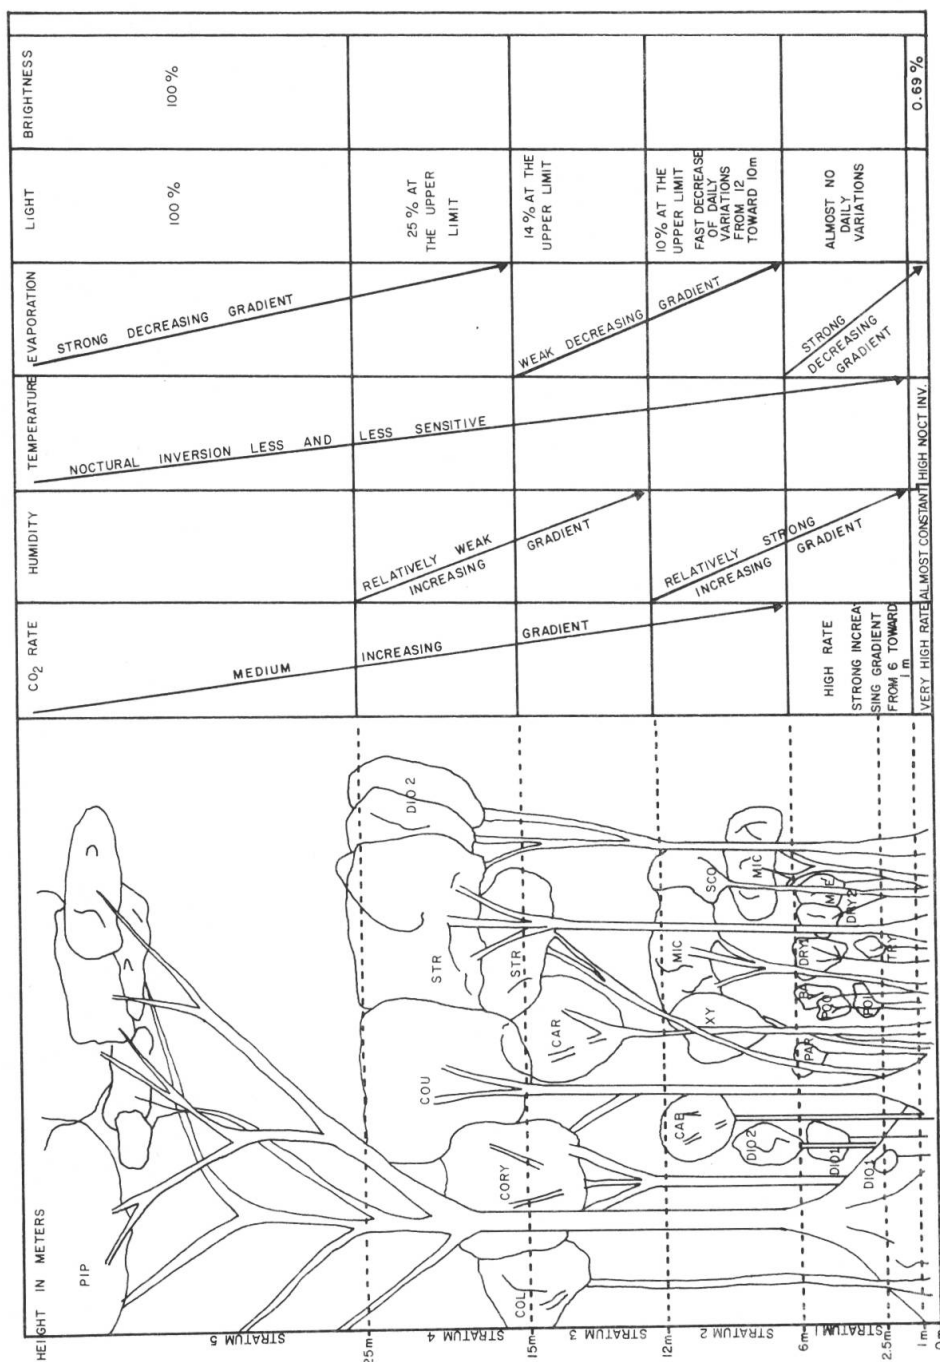 BRIGHTNESS
100 %
0.69 %
LIGHT
100 %
25 % AT
THE UPPER
LIMIT
14 % AT THE
UPPER LIMIT
10% AT THE
UPPER LIMIT
FAST DECREASE
OF DAILY
VARIATIONS
FROM 12
TOWARD 10m
ALMOST NO
DAILY
VARIATIONS
EVAPORATION
STRONG DECREASING GRADIENT
WEAK DECREASING GRADIENT
STRONG
DECREASING
GRADIENT
TEMPERATURE
NOCTURAL INVERSION LESS AND LESS SENSITIVE
HIGH NOCT INV.
HUMIDITY
RELATIVELY WEAK
INCREASING GRADIENT
RELATIVELY STRONG
INCREASING GRADIENT
ALMOST CONSTANT
CO2 RATE
MEDIUM INCREASING GRADIENT
HIGH RATE
STRONG INCREA-
SING GRADIENT
FROM 6 TOWARD
1 m
VERY HIGH RATE
DIO 2
STR
STR
CAR
COU
CORY
COL
PIP
SCO
MIC
MIC
XY
CAB
DIO2
DRY2
DRY1
TRY
PAR
DIO1
DIO1
HEIGHT IN METERS
STRATUM 5
25m
STRATUM 4
15m
STRATUM 3
12m
STRATUM 2
6m
STRATUM 1
2.5m
1m
0m